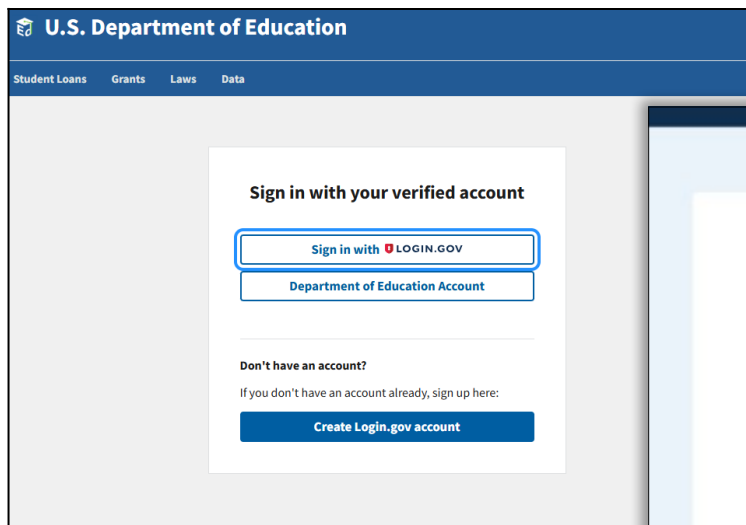 U.S. Department of Education
Student Loans Grants Laws Data
Sign in with your verified account
Sign in with LOGIN.GOV
Department of Education Account
Don't have an account?
If you don't have an account already, sign up here:
Create Login.gov account